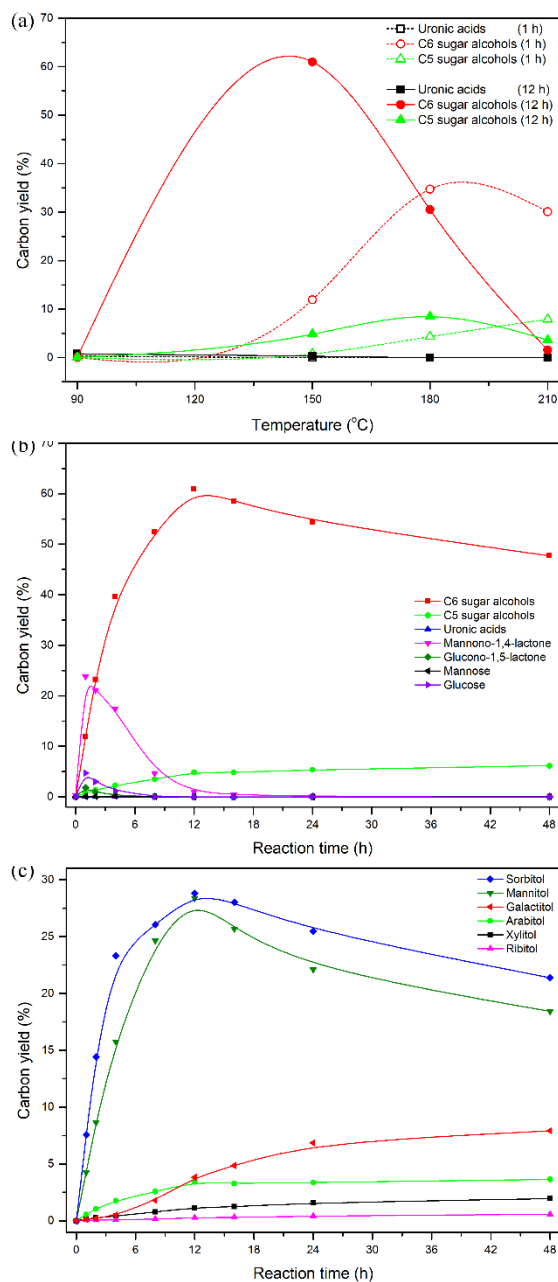 (a)
Uronic acids (1 h)
C6 sugar alcohols (1 h)
C5 sugar alcohols (1 h)
Uronic acids (12 h)
C6 sugar alcohols (12 h)
C5 sugar alcohols (12 h)
70
60
50
40
30
20
10
0
Carbon yield (%)
90 120 150 180 210
Temperature (°C)
(b)
70
60
50
40
30
20
10
0
Carbon yield (%)
C6 sugar alcohols
C5 sugar alcohols
Uronic acids
Mannono-1,4-lactone
Glucono-1,5-lactone
Mannose
Glucose
0 6 12 18 24 30 36 42 48
Reaction time (h)
(c)
30
25
20
15
10
5
0
Carbon yield (%)
Sorbitol
Mannitol
Galactitol
Arabitol
Xylitol
Ribitol
0 6 12 18 24 30 36 42 48
Reaction time (h)